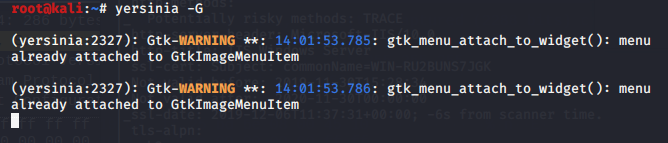 root@kali:~# yersinia -G
(yersinia:2327): Gtk-WARNING **: 14:01:53.785: gtk_menu_attach_to_widget(): menu
already attached to GtkImageMenuItem
(yersinia:2327): Gtk-WARNING **: 14:01:53.786: gtk_menu_attach_to_widget(): menu
already attached to GtkImageMenuItem